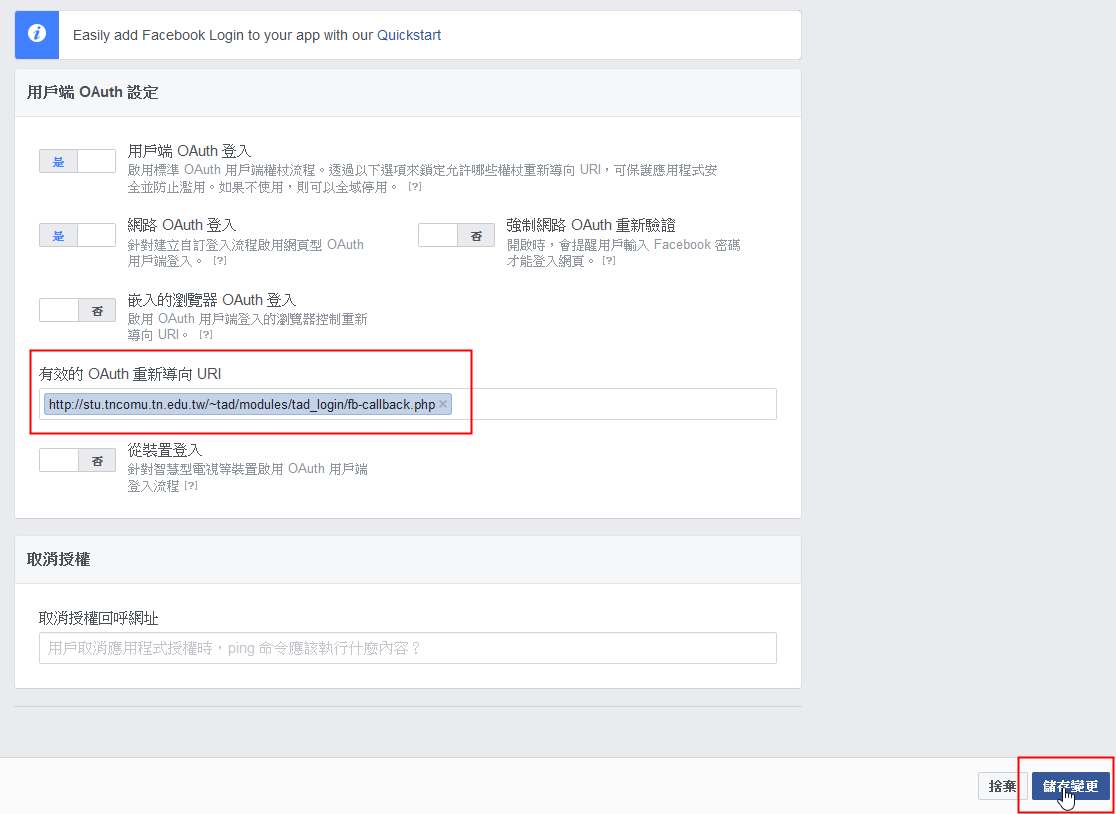 Easily add Facebook Login to your app with our Quickstart
用戶端 OAuth 設定
是
用戶端 OAuth 登入
啟用標準 OAuth 用戶端權杖流程。透過以下選項來鎖定允許哪些權杖重新導向 URI，可保護應用程式安
全並防止濫用。如果不使用，則可以全域停用。 [?]
是
網路 OAuth 登入
針對建立自訂登入流程啟用網頁型 OAuth
用戶端登入。 [?]
否
強制網路 OAuth 重新驗證
開啟時，會提醒用戶輸入 Facebook 密碼
才能登入網頁。 [?]
否
嵌入的瀏覽器 OAuth 登入
啟用 OAuth 用戶端登入的瀏覽器控制重新
導向 URI。 [?]
有效的 OAuth 重新導向 URI
http://stu.tncomu.tn.edu.tw/~tad/modules/tad_login/fb-callback.php ×
否
從裝置登入
針對智慧型電視等裝置啟用 OAuth 用戶端
登入流程 [?]
取消授權
取消授權回呼網址
用戶取消應用程式授權時，ping 命令應該執行什麼內容？
捨棄
儲存變更